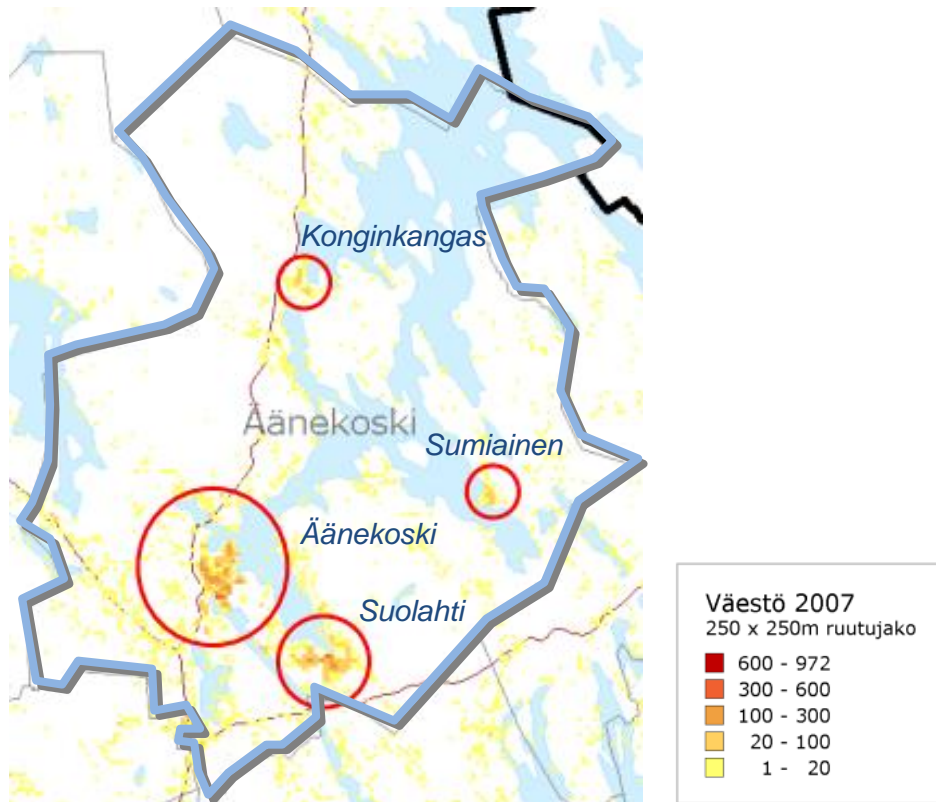 Konginkangas
Äänekoski
Sumiainen
Äänekoski
Suolahti
Väestö 2007
250 x 250m ruutujako
600 - 972
300 - 600
100 - 300
20 - 100
1 - 20